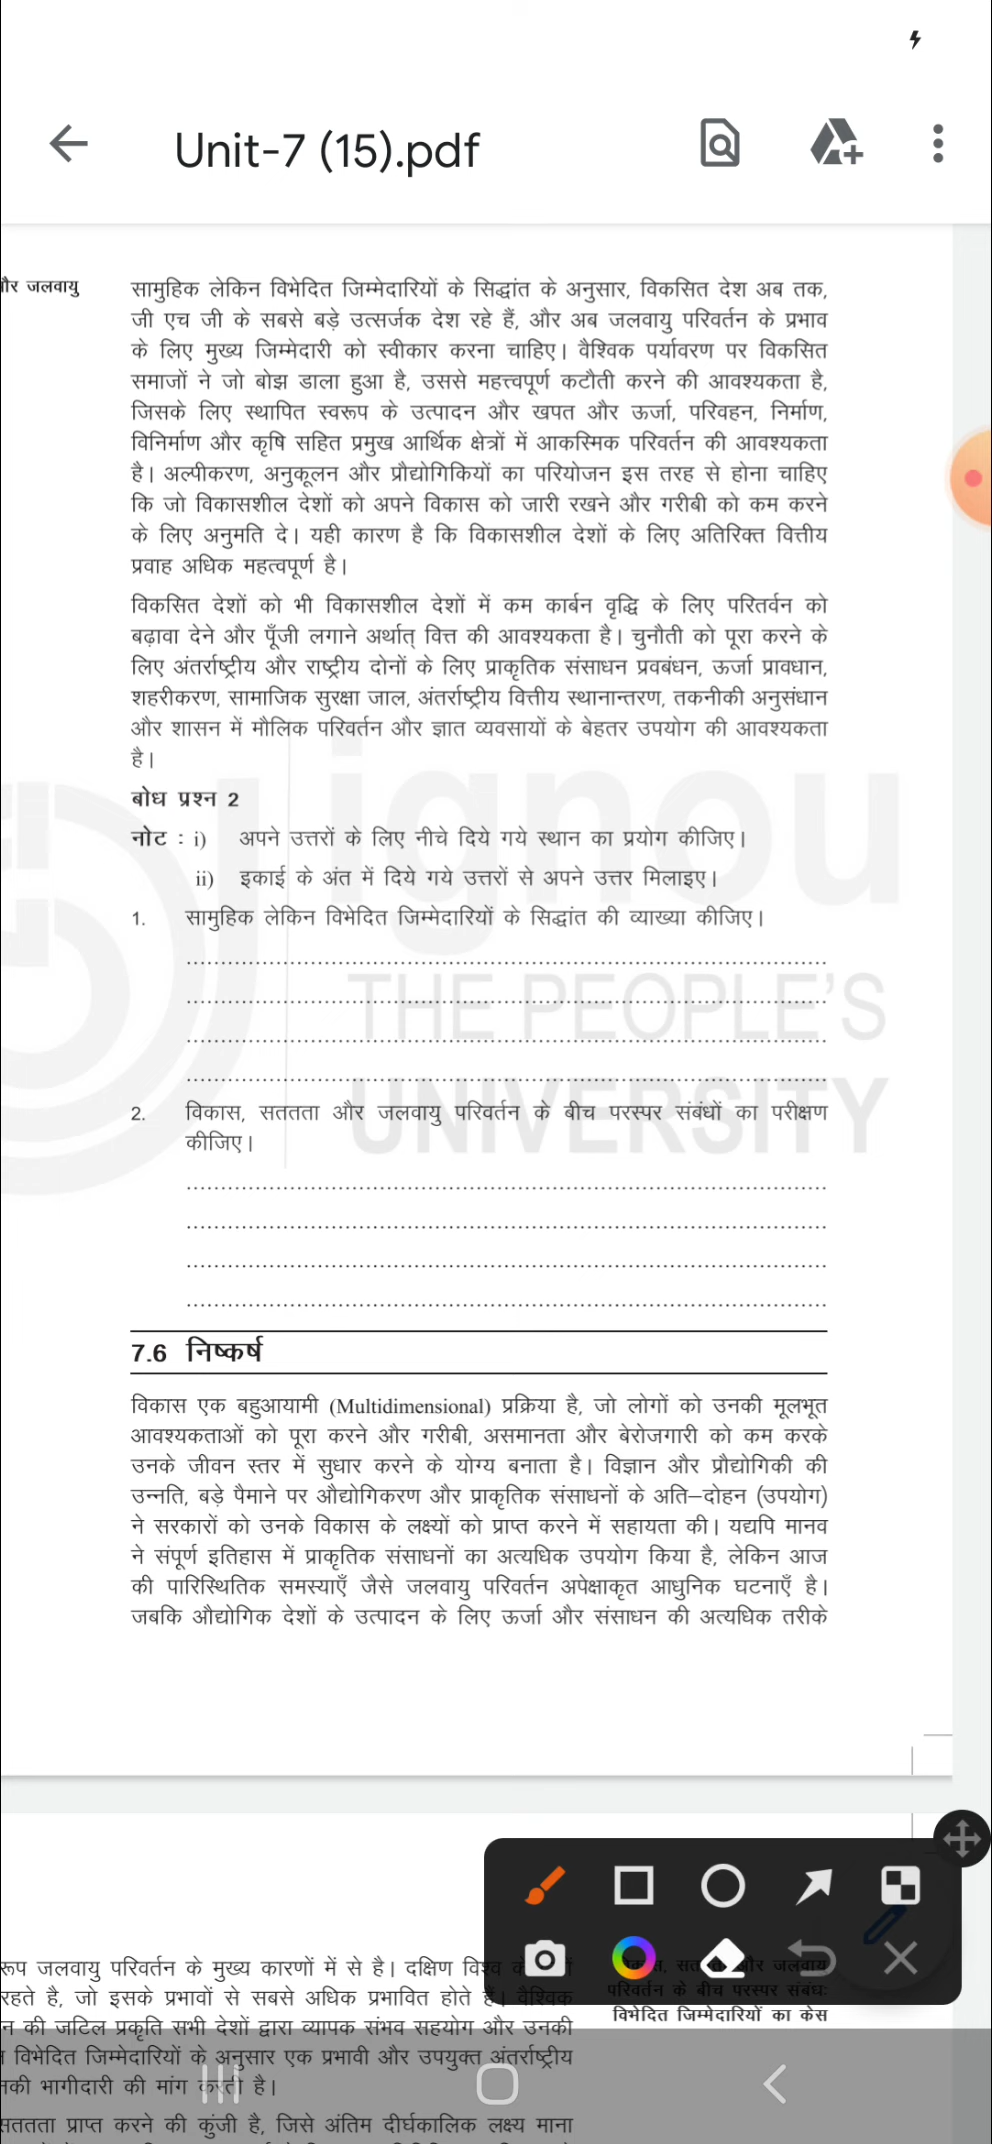 Unit-7 (15).pdf
और जलवायु
सामुहिक लेकिन विभेदित जिम्मेदारियों के सिद्धांत के अनुसार, विकसित देश अब तक,
जी एच जी के सबसे बड़े उत्सर्जक देश रहे हैं, और अब जलवायु परिवर्तन के प्रभाव
के लिए मुख्य जिम्मेदारी को स्वीकार करना चाहिए। वैश्विक पर्यावरण पर विकसित
समाजों ने जो बोझ डाला हुआ है, उससे महत्त्वपूर्ण कटौती करने की आवश्यकता है,
जिसके लिए स्थापित स्वरूप के उत्पादन और खपत और ऊर्जा, परिवहन, निर्माण,
विनिर्माण और कृषि सहित प्रमुख आर्थिक क्षेत्रों में आकस्मिक परिवर्तन की आवश्यकता
है। अल्पीकरण, अनुकूलन और प्रौद्योगिकियों का परियोजन इस तरह से होना चाहिए
कि जो विकासशील देशों को अपने विकास को जारी रखने और गरीबी को कम करने
के लिए अनुमति दे। यही कारण है कि विकासशील देशों के लिए अतिरिक्त वित्तीय
प्रवाह अधिक महत्वपूर्ण है।
विकसित देशों को भी विकासशील देशों में कम कार्बन वृद्धि के लिए परितर्वन को
बढ़ावा देने और पूँजी लगाने अर्थात् वित्त की आवश्यकता है। चुनौती को पूरा करने के
लिए अंतर्राष्ट्रीय और राष्ट्रीय दोनों के लिए प्राकृतिक संसाधन प्रवबंधन, ऊर्जा प्रावधान,
शहरीकरण, सामाजिक सुरक्षा जाल, अंतर्राष्ट्रीय वित्तीय स्थानान्तरण, तकनीकी अनुसंधान
और शासन में मौलिक परिवर्तन और ज्ञात व्यवसायों के बेहतर उपयोग की आवश्यकता
है।
बोध प्रश्न 2
नोट : i) अपने उत्तरों के लिए नीचे दिये गये स्थान का प्रयोग कीजिए।
ii) इकाई के अंत में दिये गये उत्तरों से अपने उत्तर मिलाइए।
1. सामुहिक लेकिन विभेदित जिम्मेदारियों के सिद्धांत की व्याख्या कीजिए।
ignou
THE PEOPLE'S
UNIVERSITY
2. विकास, सततता और जलवायु परिवर्तन के बीच परस्पर संबंधों का परीक्षण
कीजिए।
7.6 निष्कर्ष
विकास एक बहुआयामी (Multidimensional) प्रक्रिया है, जो लोगों को उनकी मूलभूत
आवश्यकताओं को पूरा करने और गरीबी, असमानता और बेरोजगारी को कम करके
उनके जीवन स्तर में सुधार करने के योग्य बनाता है। विज्ञान और प्रौद्योगिकी की
उन्नति, बड़े पैमाने पर औद्योगिकरण और प्राकृतिक संसाधनों के अति–दोहन (उपयोग)
ने सरकारों को उनके विकास के लक्ष्यों को प्राप्त करने में सहायता की। यद्यपि मानव
ने संपूर्ण इतिहास में प्राकृतिक संसाधनों का अत्यधिक उपयोग किया है, लेकिन आज
की पारिस्थितिक समस्याएँ जैसे जलवायु परिवर्तन अपेक्षाकृत आधुनिक घटनाएँ है।
जबकि औद्योगिक देशों के उत्पादन के लिए ऊर्जा और संसाधन की अत्यधिक तरीके
रूप जलवायु परिवर्तन के मुख्य कारणों में से है। दक्षिण विश्व
रहते है, जो इसके प्रभावों से सबसे अधिक प्रभावित होते हैं। वैश्विक
न की जटिल प्रकृति सभी देशों द्वारा व्यापक संभव सहयोग और उनकी
विभेदित जिम्मेदारियों के अनुसार एक प्रभावी और उपयुक्त अंतर्राष्ट्रीय
नकी भागीदारी की मांग करती है।
सततता प्राप्त करने की कुंजी है, जिसे अंतिम दीर्घकालिक लक्ष्य माना
और जलवायु
परिवर्तन के बीच परस्पर संबंधः
विभेदित जिम्मेदारियों का केस